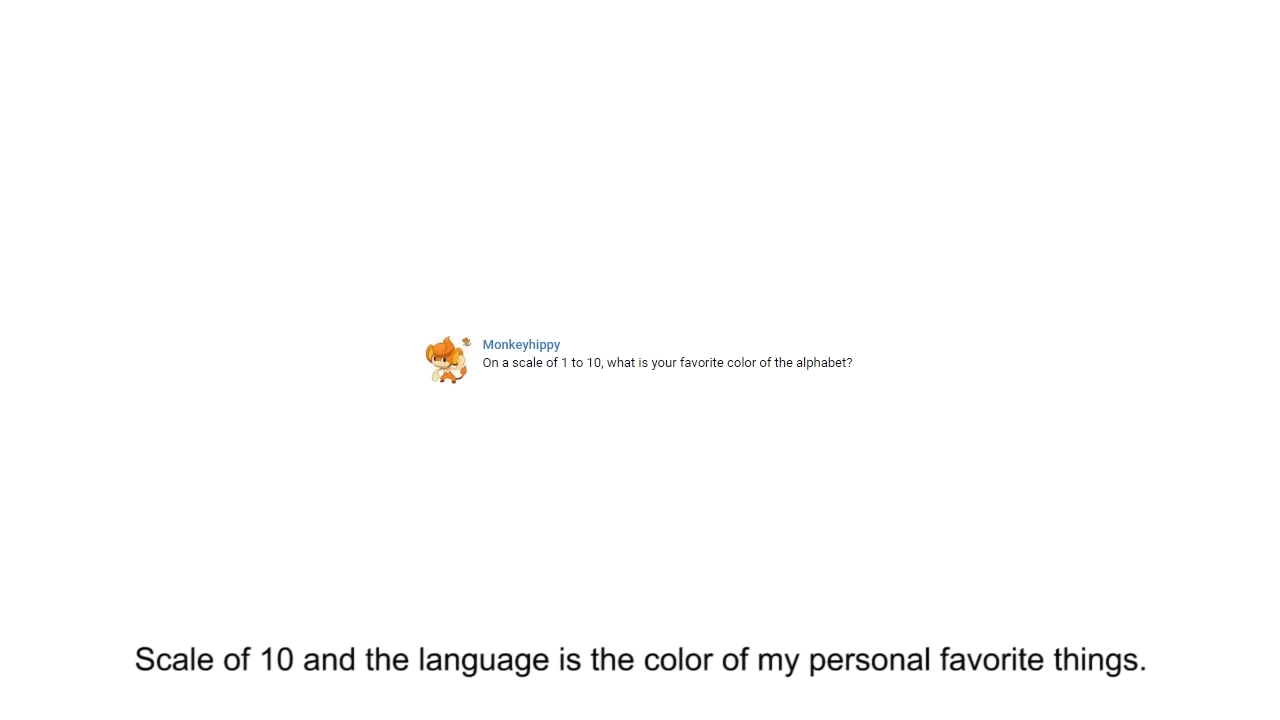 Monkeyhippy
On a scale of 1 to 10, what is your favorite color of the alphabet?
Scale of 10 and the language is the color of my personal favorite things.